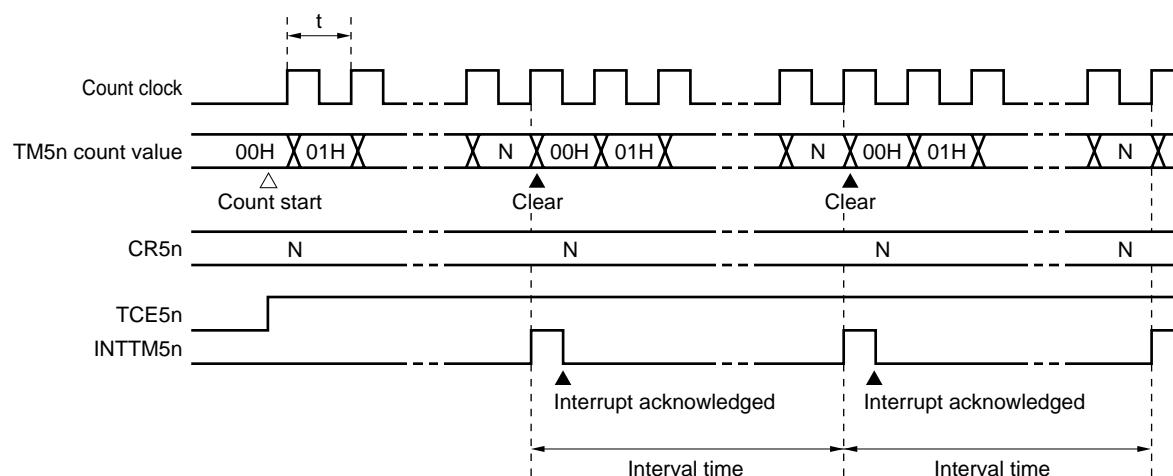 t
Count clock
TM5n count value 00H 01H N 00H 01H N 00H 01H N
Count start Clear Clear
CR5n N N N N
TCE5n
INTTM5n
Interrupt acknowledged Interrupt acknowledged
Interval time Interval time